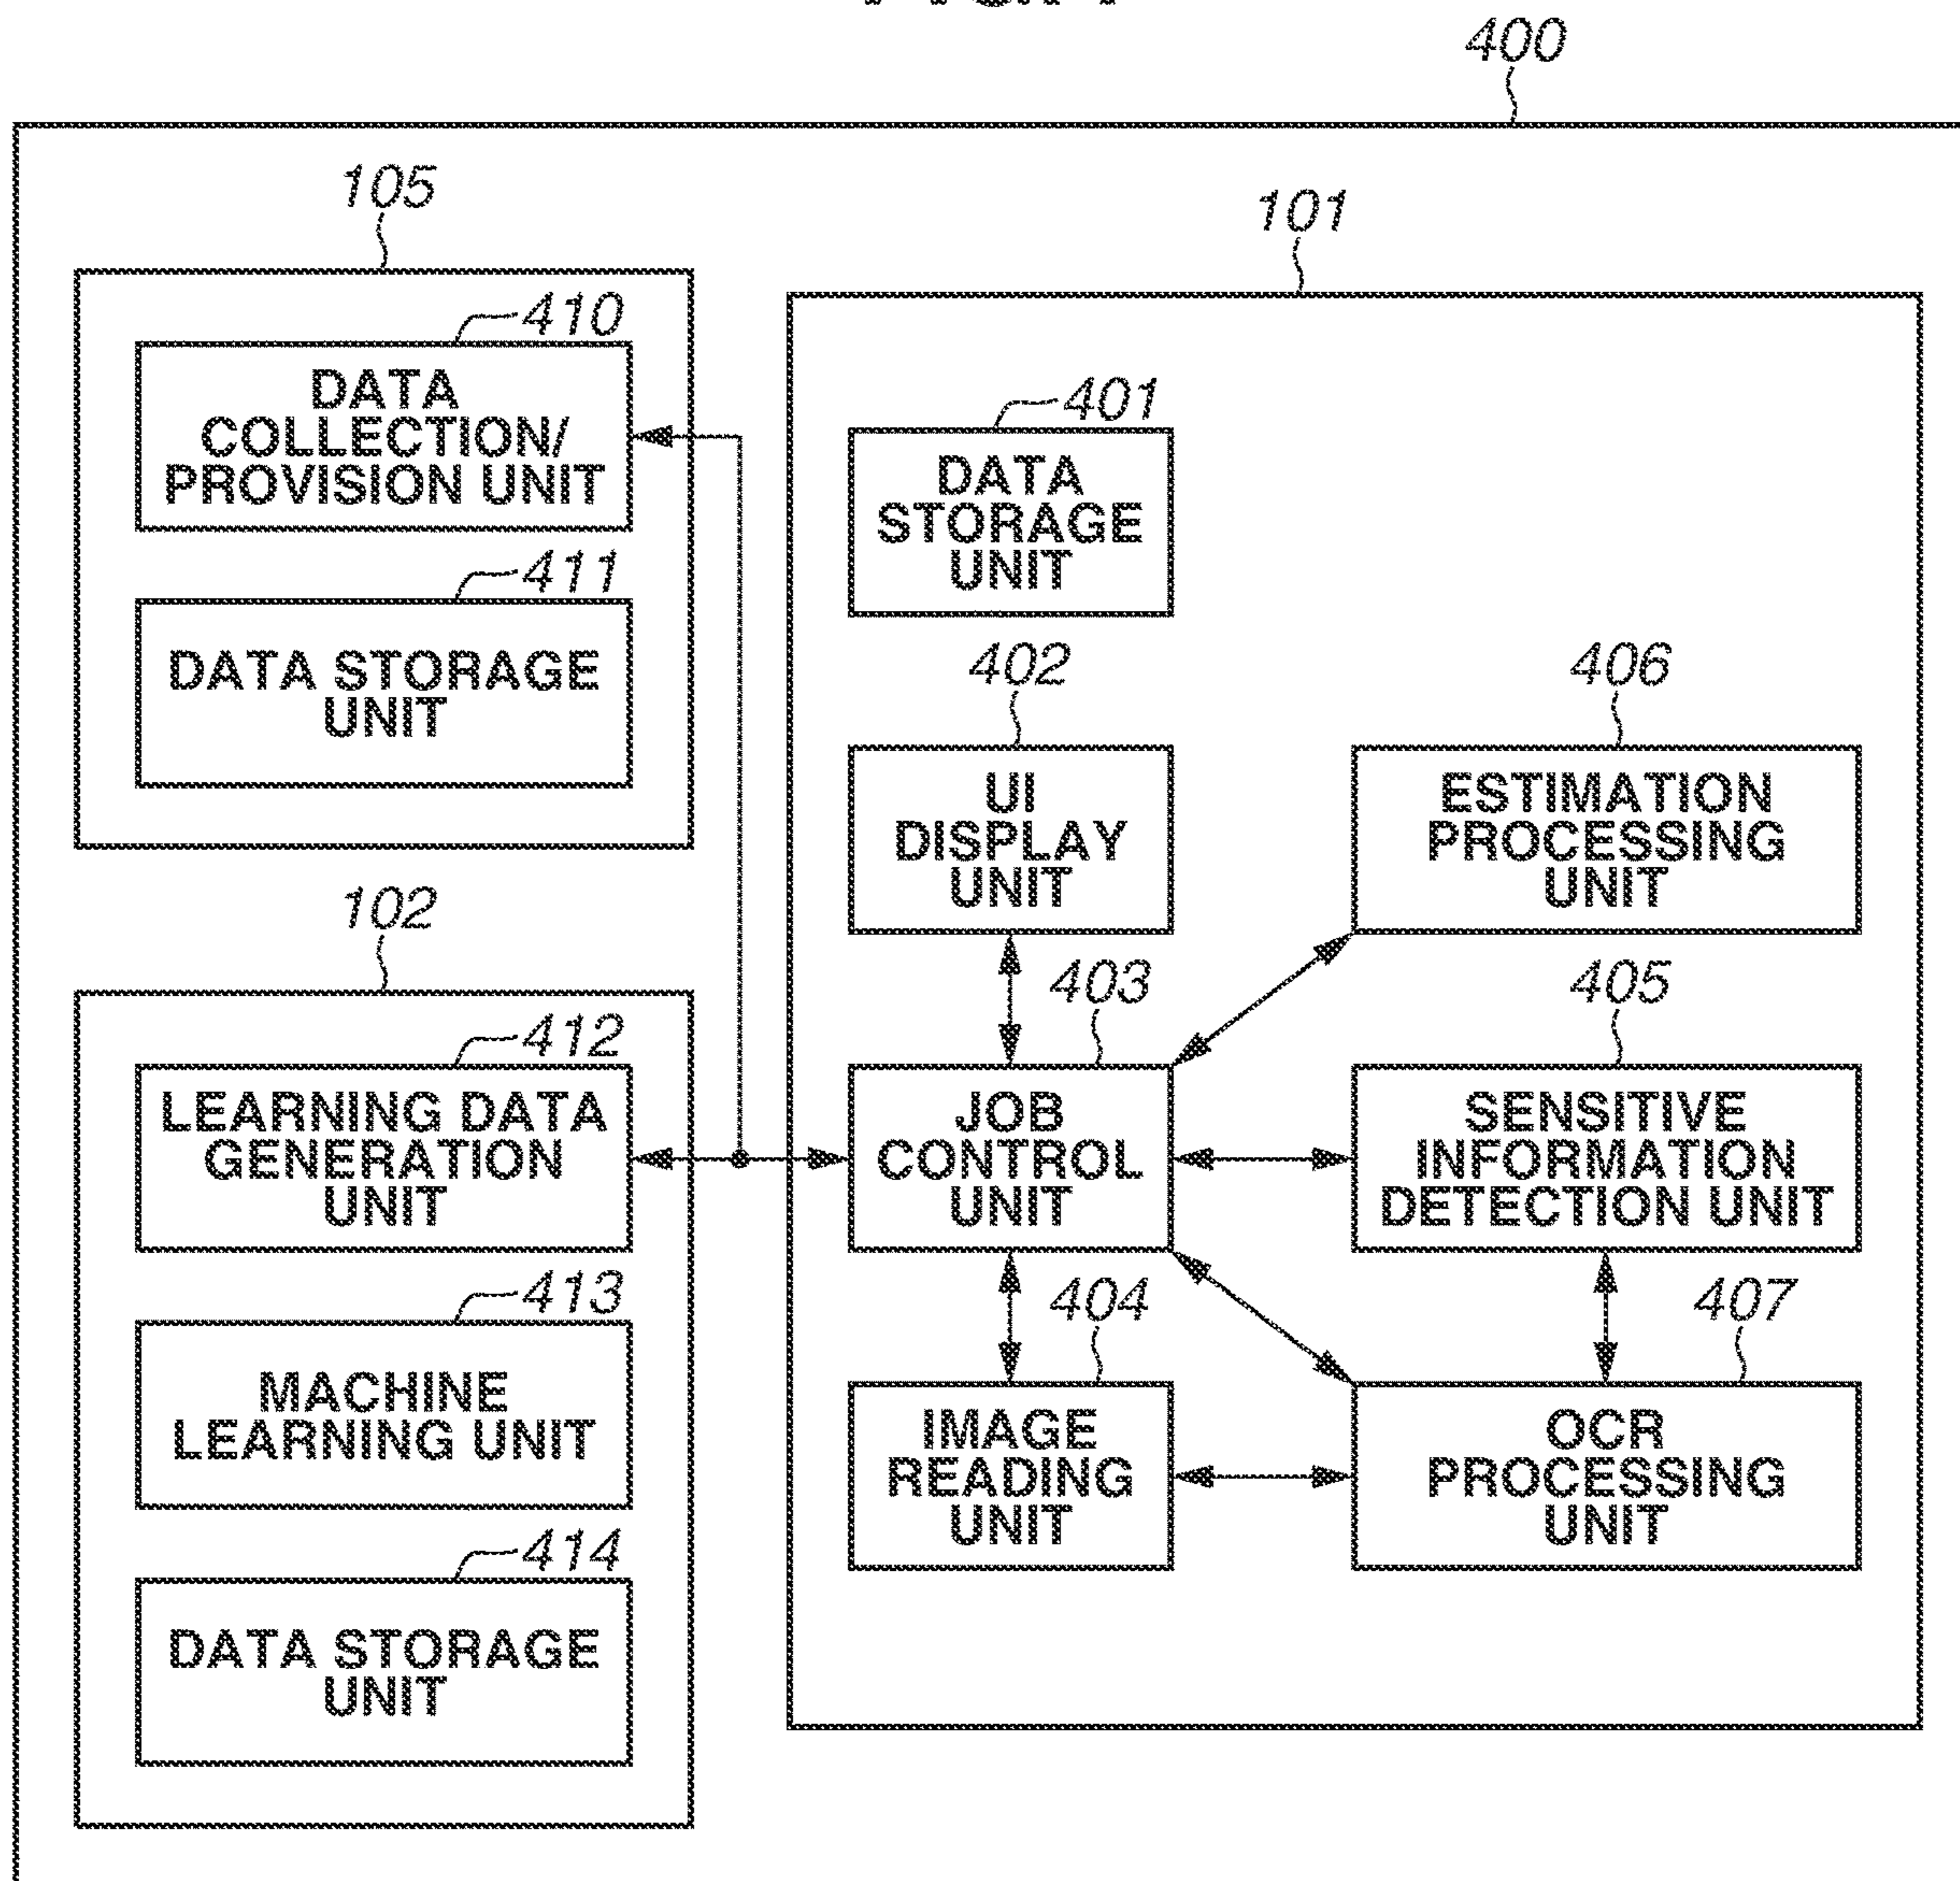 400
105
101
410
DATA
COLLECTION/
PROVISION UNIT
411
DATA STORAGE
UNIT
401
DATA
STORAGE
UNIT
402
UI
DISPLAY
UNIT
406
ESTIMATION
PROCESSING
UNIT
102
412
LEARNING DATA
GENERATION
UNIT
403
JOB
CONTROL
UNIT
405
SENSITIVE
INFORMATION
DETECTION UNIT
413
MACHINE
LEARNING UNIT
404
IMAGE
READING
UNIT
407
OCR
PROCESSING
UNIT
414
DATA STORAGE
UNIT